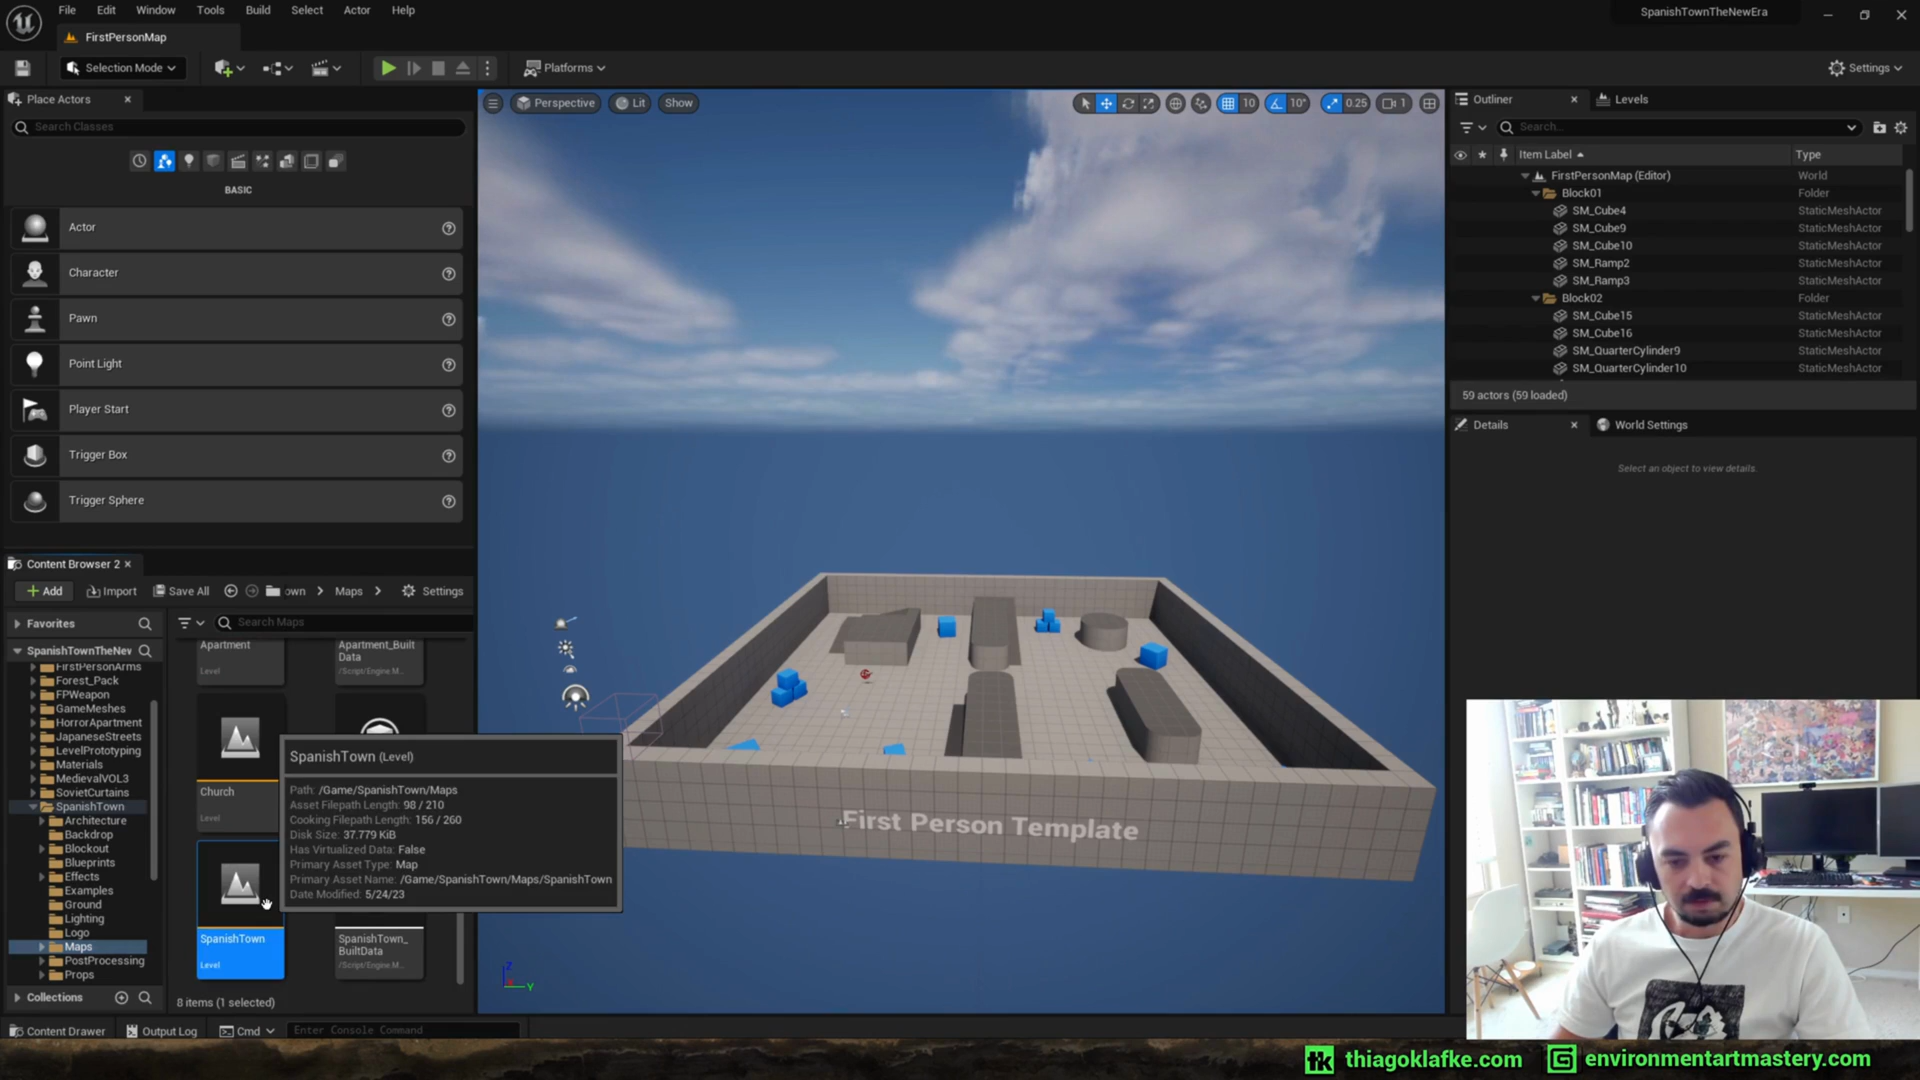 File Edit Window Tools Build Select Actor Help
SpanishTownTheNewEra
FirstPersonMap
Selection Mode
Platforms
Settings
Place Actors
Search Classes
BASIC
Actor
Character
Pawn
Point Light
Player Start
Trigger Box
Trigger Sphere
Perspective Lit Show
10 10° 0.25 1
Outliner Levels
Search...
Item Label Type
FirstPersonMap (Editor) World
Block01 Folder
SM_Cube4 StaticMeshActor
SM_Cube9 StaticMeshActor
SM_Cube10 StaticMeshActor
SM_Ramp2 StaticMeshActor
SM_Ramp3 StaticMeshActor
Block02 Folder
SM_Cube15 StaticMeshActor
SM_Cube16 StaticMeshActor
SM_QuarterCylinder9 StaticMeshActor
SM_QuarterCylinder10 StaticMeshActor
59 actors (59 loaded)
Details World Settings
Select an object to view details.
Content Browser 2
Add Import Save All own Maps Settings
Favorites
Search Maps
SpanishTownTheNev
FirstPersonArms
Forest_Pack
FPWeapon
GameMeshes
HorrorApartment
JapaneseStreets
LevelPrototyping
Materials
MedievalVOL3
SovietCurtains
SpanishTown
Architecture
Backdrop
Blockout
Blueprints
Effects
Examples
Ground
Lighting
Logo
Maps
PostProcessing
Props
Collections
Apartment
Level
Apartment_Built
Data
/Script/Engine.M...
Church
Level
SpanishTown
Level
SpanishTown_
BuiltData
/Script/Engine.M...
8 items (1 selected)
SpanishTown (Level)
Path: /Game/SpanishTown/Maps
Asset Filepath Length: 98 / 210
Cooking Filepath Length: 156 / 260
Disk Size: 37.779 KiB
Has Virtualized Data: False
Primary Asset Type: Map
Primary Asset Name: /Game/SpanishTown/Maps/SpanishTown
Date Modified: 5/24/23
First Person Template
Z
Y
Content Drawer Output Log Cmd Enter Console Command
thiagoklafke.com environmentartmastery.com